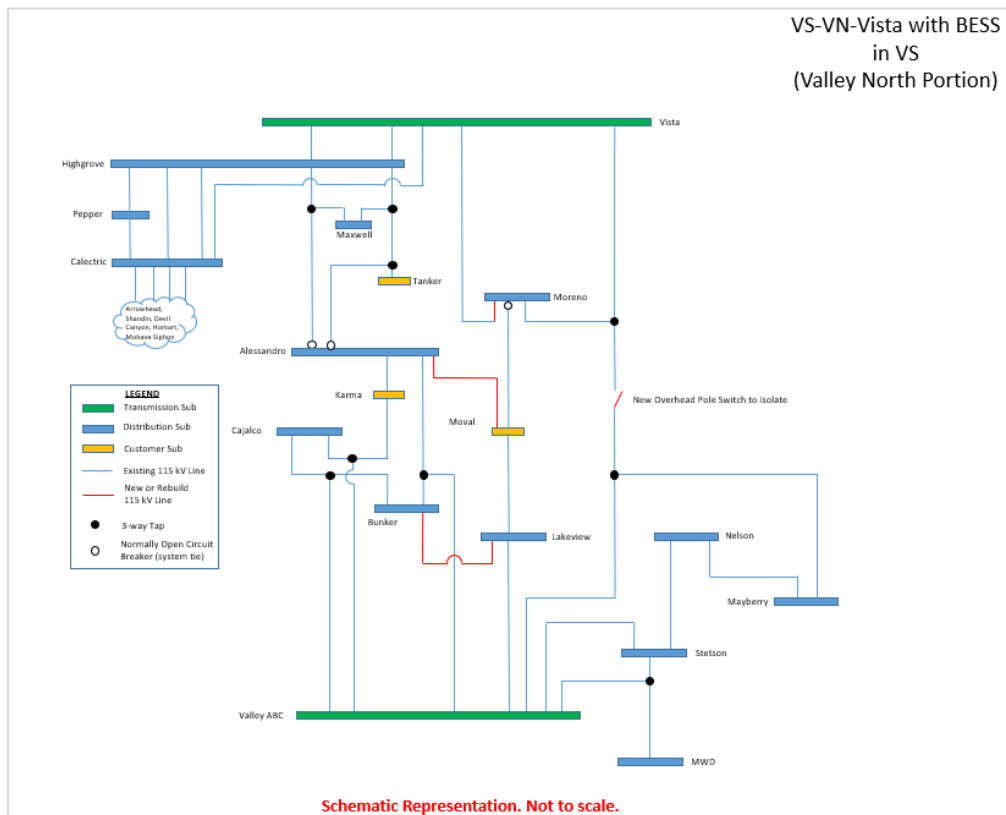 VS-VN-Vista with BESS
in VS
(Valley North Portion)
Vista
Highgrove
Pepper
Maxwell
Calectric
Tanker
Moreno
Arrowhead,
Shandin, Devil
Canyon, Homart,
Mohave Siphon
Alessandro
LEGEND
Transmission Sub
Distribution Sub
Customer Sub
Existing 115 kV Line
New or Rebuild
115 kV Line
3-way Tap
Normally Open Circuit
Breaker (system tie)
Karma
New Overhead Pole Switch to Isolate
Moval
Cajalco
Bunker
Lakeview
Nelson
Mayberry
Stetson
Valley ABC
MWD
Schematic Representation. Not to scale.